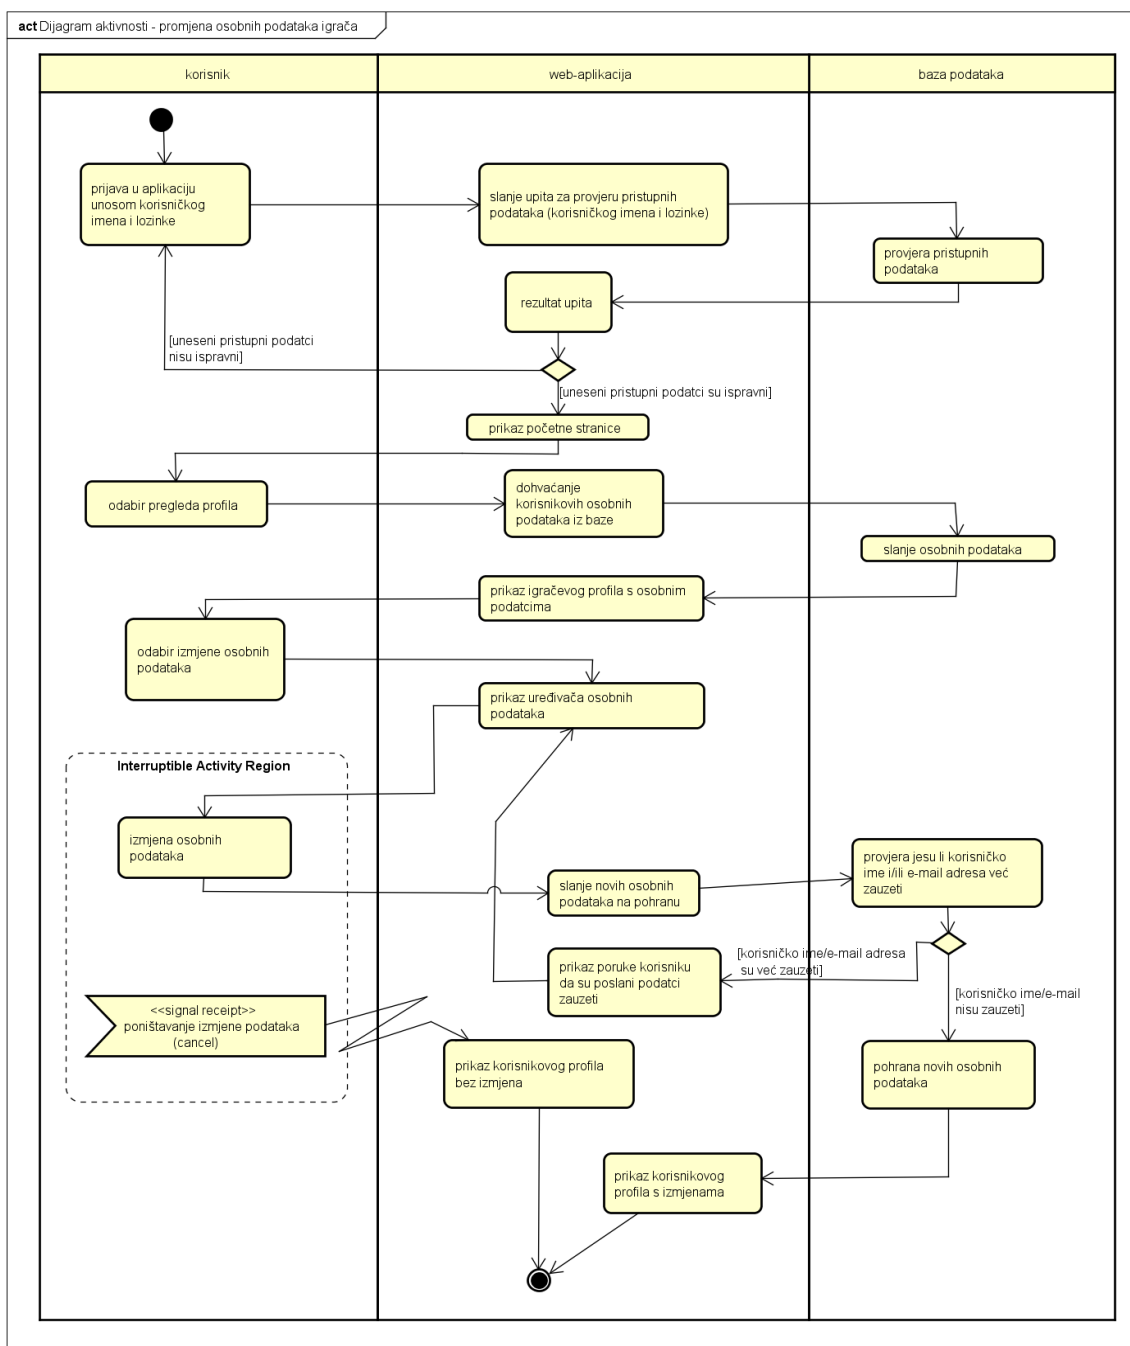 act Dijagram aktivnosti - promjena osobnih podataka igrača
korisnik
web-aplikacija
baza podataka
prijava u aplikaciju
unosom korisničkog
imena i lozinke
slanje upita za provjeru pristupnih
podataka (korisničkog imena i lozinke)
provjera pristupnih
podataka
rezultat upita
[uneseni pristupni podatci
nisu ispravni]
[uneseni pristupni podatci su ispravni]
prikaz početne stranice
odabir pregleda profila
dohvaćanje
korisnikovih osobnih
podataka iz baze
slanje osobnih podataka
prikaz igračevog profila s osobnim
podatcima
odabir izmjene osobnih
podataka
prikaz uređivača osobnih
podataka
Interruptible Activity Region
izmjena osobnih
podataka
slanje novih osobnih
podataka na pohranu
provjera jesu li korisničko
ime i/ili e-mail adresa već
zauzeti
[korisničko ime/e-mail adresa
su već zauzeti]
prikaz poruke korisniku
da su poslani podatci
zauzeti
[korisničko ime/e-mail
nisu zauzeti]
<<signal receipt>>
poništavanje izmjene podataka
(cancel)
prikaz korisnikovog profila
bez izmjena
pohrana novih osobnih
podataka
prikaz korisnikovog
profila s izmjenama